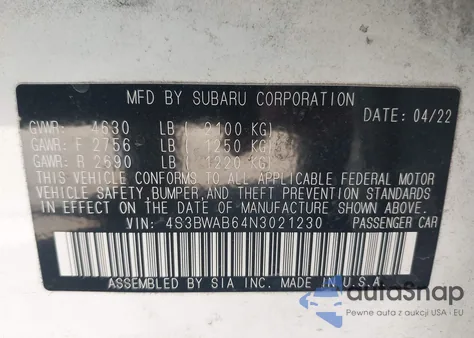 MFD BY SUBARU CORPORATION
DATE: 04/22
GVWR: 4630 LB ( 2100 KG)
GAWR: F 2756 LB ( 1250 KG)
GAWR: R 2690 LB ( 1220 KG)
THIS VEHICLE CONFORMS TO ALL APPLICABLE FEDERAL MOTOR
VEHICLE SAFETY, BUMPER, AND THEFT PREVENTION STANDARDS
IN EFFECT ON THE DATE OF MANUFACTURE SHOWN ABOVE.
VIN: 4S3BWAB64N3021230 PASSENGER CAR
ASSEMBLED BY SIA INC. IN U.S.A.
autoSnap
Pewne auta z aukcji USA - EU